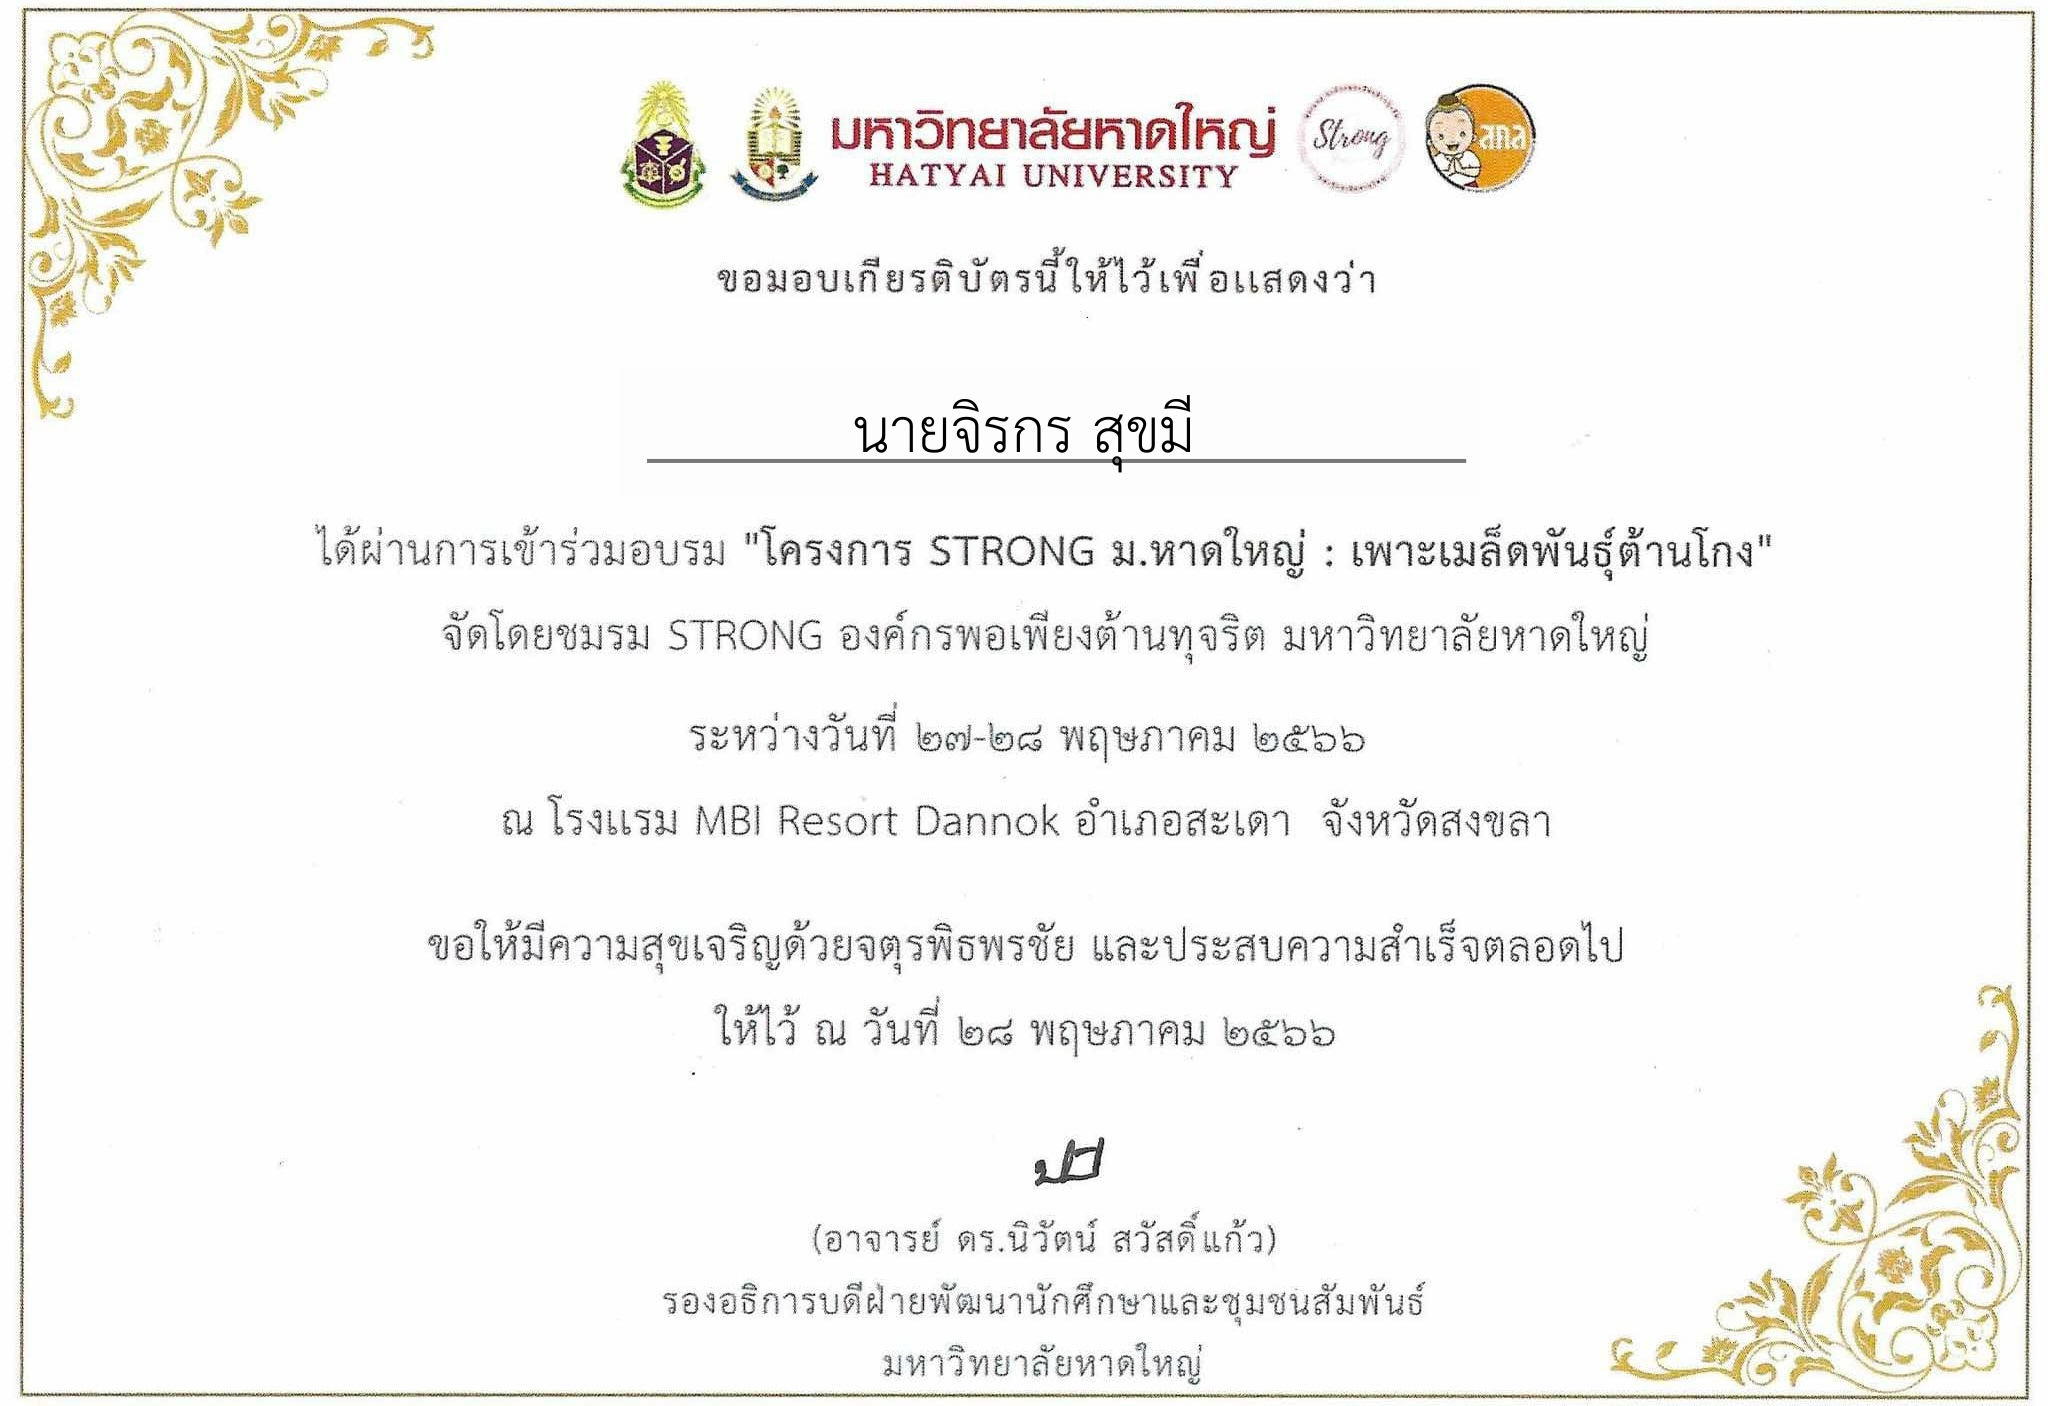 มหาวิทยาลัยหาดใหญ่
HATYAI UNIVERSITY
Strong
สกส
ขอมอบเกียรติบัตรนี้ให้ไว้เพื่อแสดงว่า
นายจิรกร สุขมี
ได้ผ่านการเข้าร่วมอบรม "โครงการ STRONG ม.หาดใหญ่ : เพาะเมล็ดพันธุ์ต้านโกง"
จัดโดยชมรม STRONG องค์กรพอเพียงต้านทุจริต มหาวิทยาลัยหาดใหญ่
ระหว่างวันที่ ๒๗-๒๘ พฤษภาคม ๒๕๖๖
ณ โรงแรม MBI Resort Dannok อำเภอสะเดา จังหวัดสงขลา
ขอให้มีความสุขเจริญด้วยจตุรพิธพรชัย และประสบความสำเร็จตลอดไป
ให้ไว้ ณ วันที่ ๒๘ พฤษภาคม ๒๕๖๖
(อาจารย์ ดร.นิวัตน์ สวัสดิ์แก้ว)
รองอธิการบดีฝ่ายพัฒนานักศึกษาและชุมชนสัมพันธ์
มหาวิทยาลัยหาดใหญ่